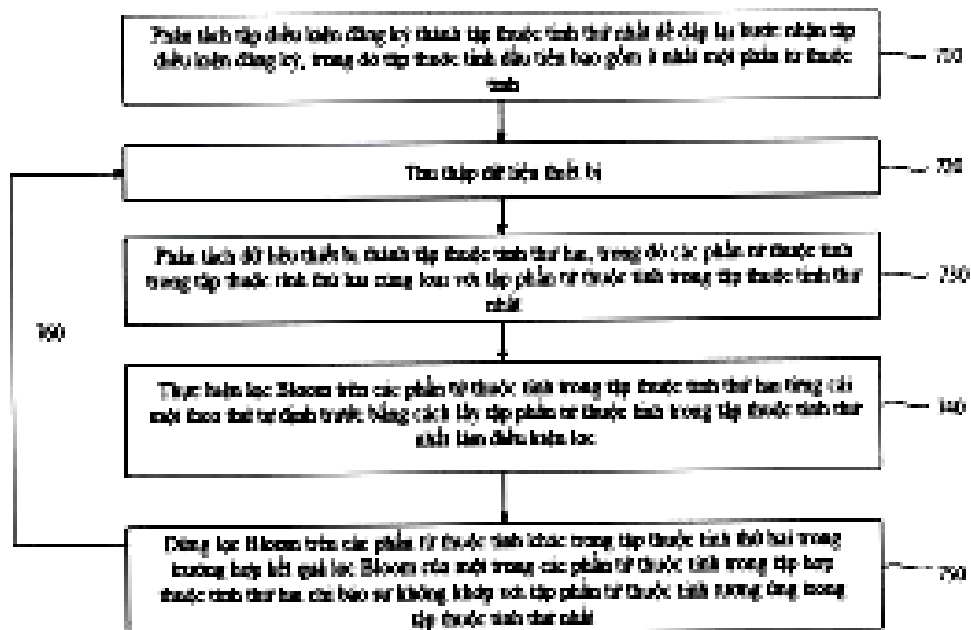 Phân tách tập điều kiện đăng ký thành tập thuộc tính thứ nhất để đáp lại bước nhận tập
điều kiện đăng ký, trong đó tập thuộc tính đầu tiên bao gồm ít nhất một phần tử thuộc
tính
Thu thập dữ liệu thiết bị
Phân tách dữ liệu thiết bị thành tập thuộc tính thứ hai, trong đó các phần tử thuộc tính
trong tập thuộc tính thứ hai cùng loại với tập phần tử thuộc tính trong tập thuộc tính thứ
nhất
760
Thực hiện lọc Bloom trên các phần tử thuộc tính trong tập thuộc tính thứ hai từng cái
một theo thứ tự định trước bằng cách lấy tập phần tử thuộc tính trong tập thuộc tính thứ
nhất làm điều kiện lọc
Dừng lọc Bloom trên các phần tử thuộc tính khác trong tập thuộc tính thứ hai trong
trường hợp kết quả lọc Bloom của một trong các phần tử thuộc tính trong tập hợp
thuộc tính thứ hai chỉ báo sự không khớp với tập phần tử thuộc tính tương ứng trong
tập thuộc tính thứ nhất